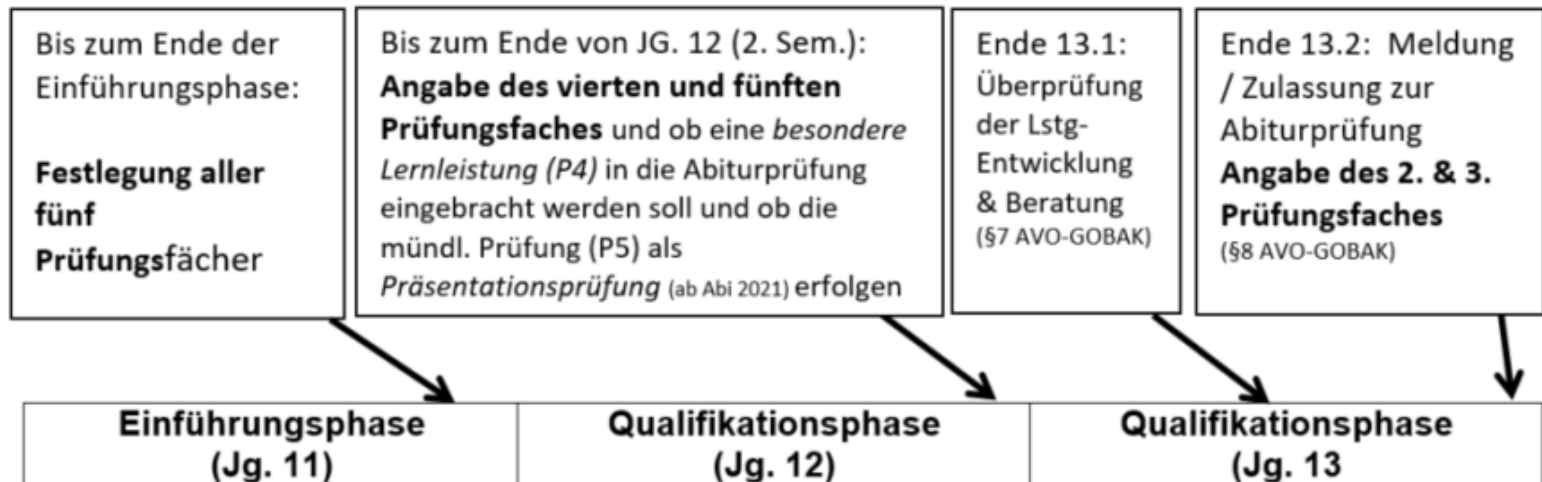 Bis zum Ende der
Einführungsphase:
Festlegung aller
fünf
Prüfungsfächer
Bis zum Ende von JG. 12 (2. Sem.):
Angabe des vierten und fünften
Prüfungsfaches und ob eine besondere
Lernleistung (P4) in die Abiturprüfung
eingebracht werden soll und ob die
mündl. Prüfung (P5) als
Präsentationsprüfung (ab Abi 2021) erfolgen
Ende 13.1:
Überprüfung
der Lstg-
Entwicklung
& Beratung
(§7 AVO-GOBAK)
Ende 13.2: Meldung
/ Zulassung zur
Abiturprüfung
Angabe des 2. & 3.
Prüfungsfaches
(§8 AVO-GOBAK)
Einführungsphase
(Jg. 11)
Qualifikationsphase
(Jg. 12)
Qualifikationsphase
(Jg. 13